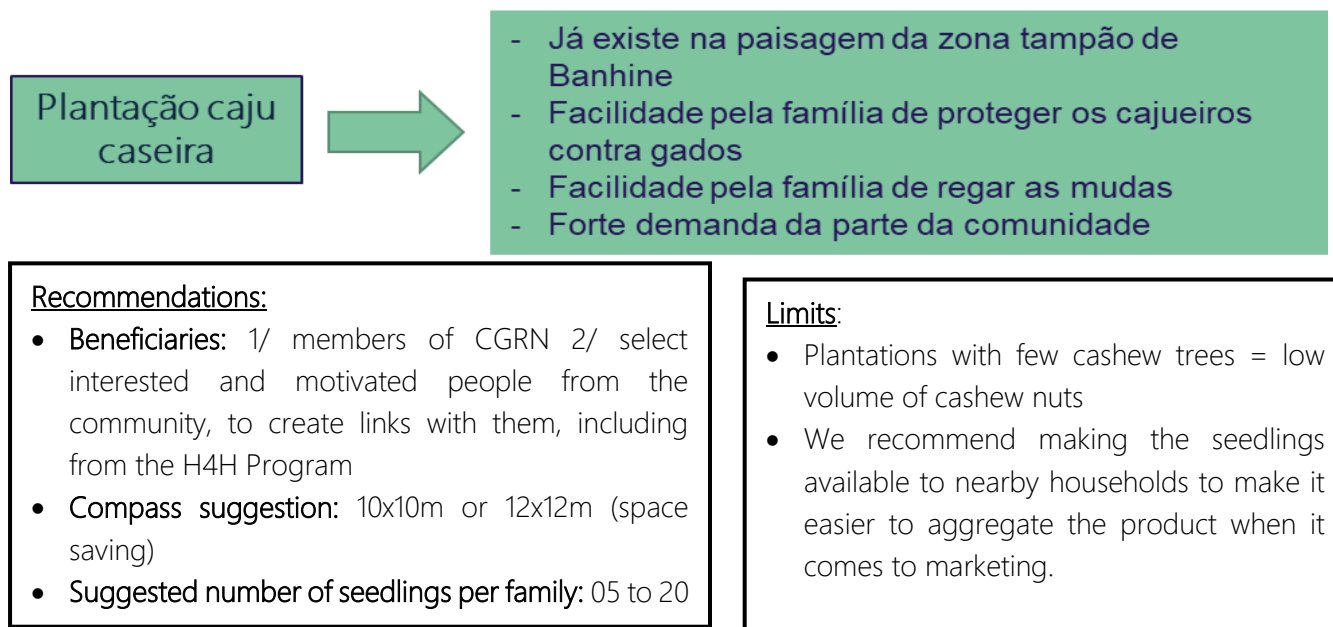 Plantação caju
caseira
- Já existe na paisagem da zona tampão de
Banhine
- Facilidade pela família de proteger os cajueiros
contra gados
- Facilidade pela família de regar as mudas
- Forte demanda da parte da comunidade
Recommendations:
• Beneficiaries: 1/ members of CGRN 2/ select
interested and motivated people from the
community, to create links with them, including
from the H4H Program
• Compass suggestion: 10x10m or 12x12m (space
saving)
• Suggested number of seedlings per family: 05 to 20
Limits:
• Plantations with few cashew trees = low
volume of cashew nuts
• We recommend making the seedlings
available to nearby households to make it
easier to aggregate the product when it
comes to marketing.